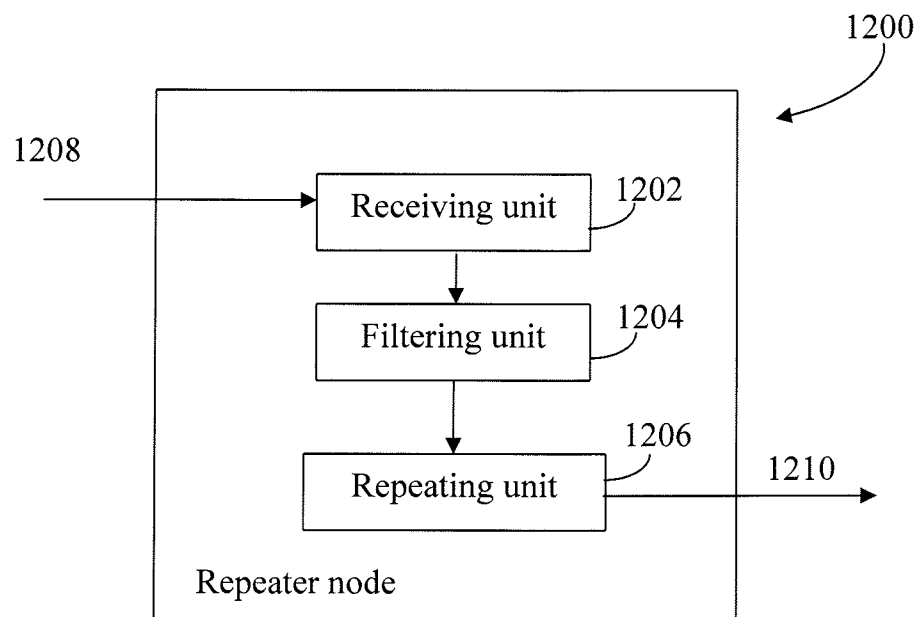 1200
1208
Receiving unit
1202
Filtering unit
1204
1206
Repeating unit
1210
Repeater node